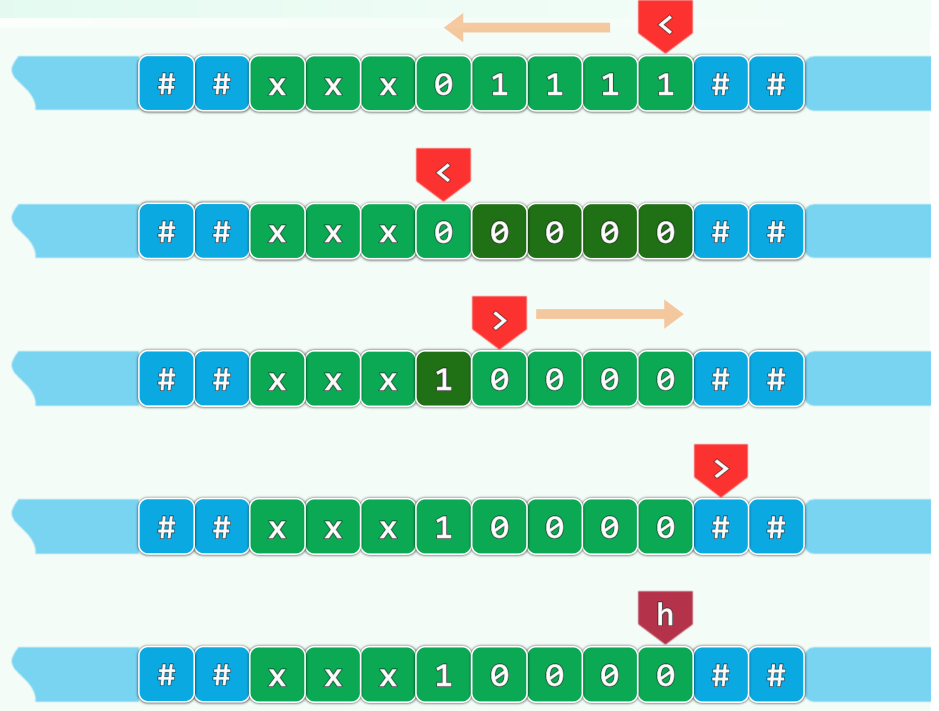 <
# # x x x 0 1 1 1 1 # #
<
# # x x x 0 0 0 0 0 # #
>
# # x x x 1 0 0 0 0 # #
>
# # x x x 1 0 0 0 0 # #
h
# # x x x 1 0 0 0 0 # #